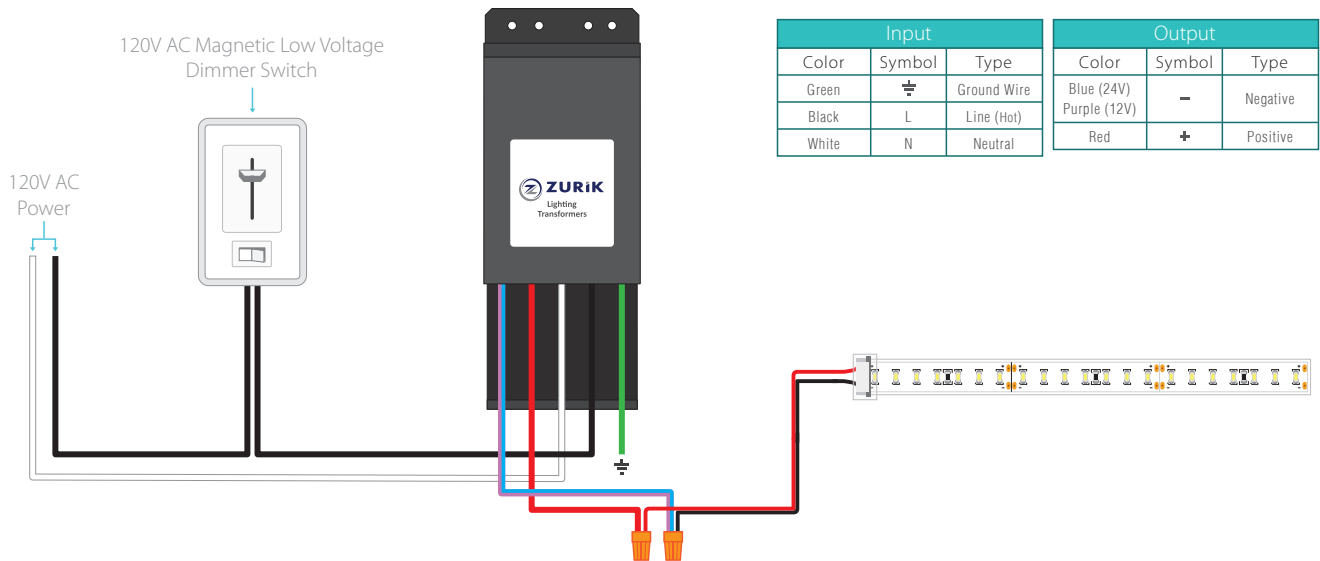 120V AC Magnetic Low Voltage
Dimmer Switch
120V AC
Power
ZURiK
Lighting
Transformers
Input
Color Symbol Type
Green Ground Wire
Black L Line (Hot)
White N Neutral
Output
Color Symbol Type
Blue (24V)
Purple (12V)
− Negative
Red + Positive